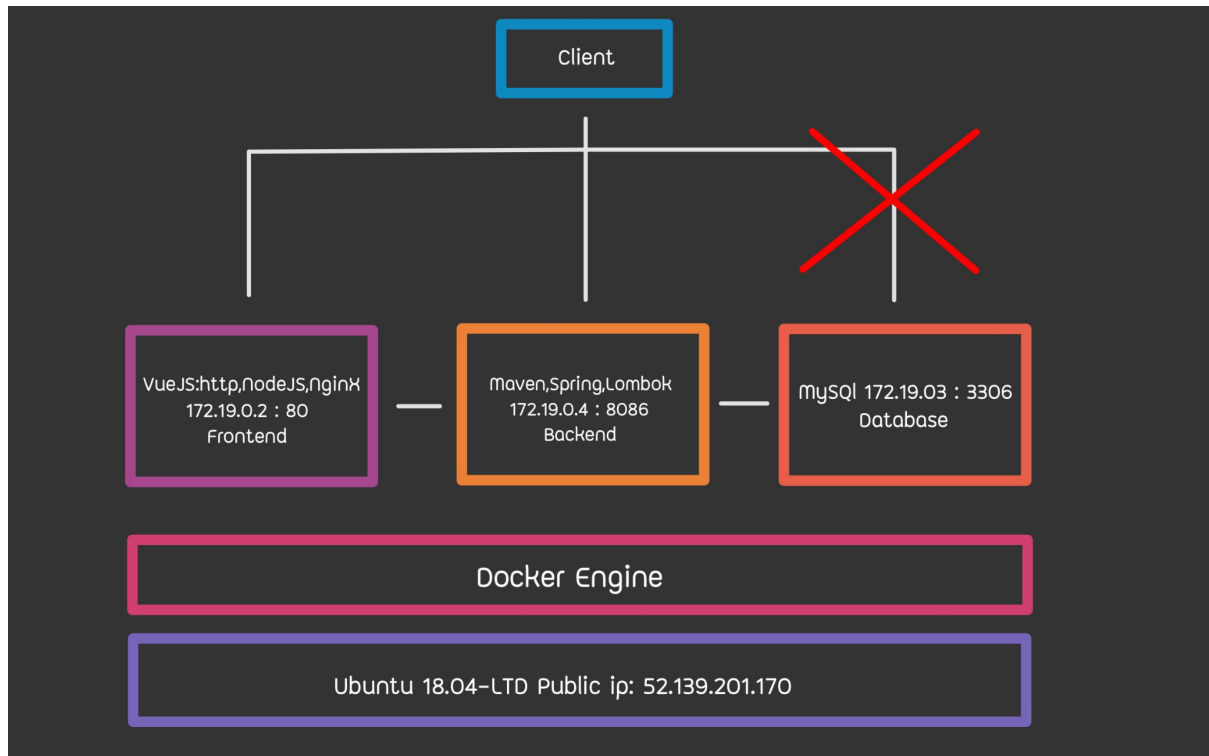 Client
VueJS:http,NodeJS,NginX
172.19.0.2 : 80
Frontend
Maven,Spring,Lombok
172.19.0.4 : 8086
Backend
MySQl 172.19.03 : 3306
Database
Docker Engine
Ubuntu 18.04-LTD Public ip: 52.139.201.170